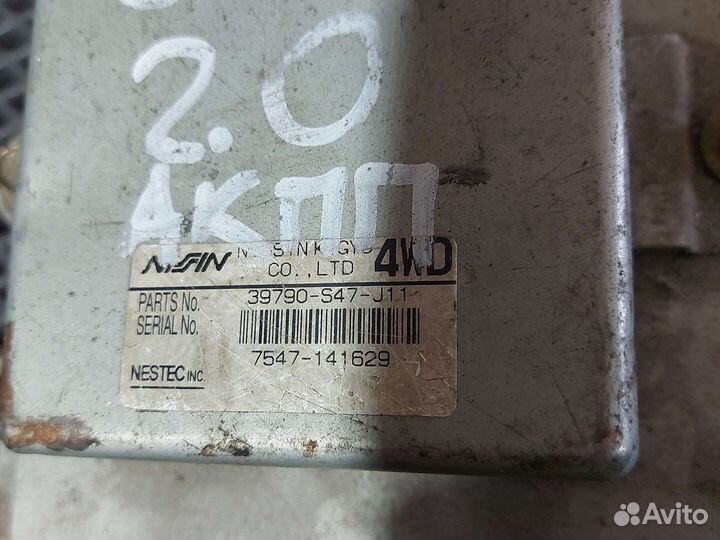 2.0
АКПП
NISSIN
CO.,LTD 4WD
PARTS No. 39790-S47-J11
SERIAL No.
7547-141629
NESTEC INC.
Avito